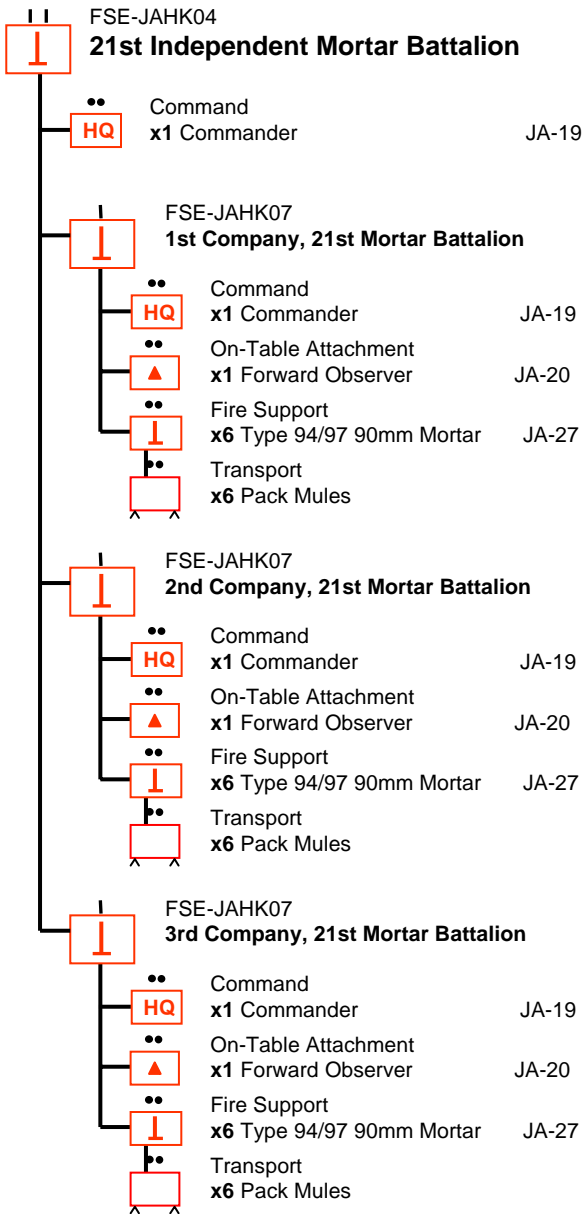 FSE-JAHK04
21st Independent Mortar Battalion
Command
HQ x1 Commander JA-19
FSE-JAHK07
1st Company, 21st Mortar Battalion
Command
HQ x1 Commander JA-19
On-Table Attachment
x1 Forward Observer JA-20
Fire Support
x6 Type 94/97 90mm Mortar JA-27
Transport
x6 Pack Mules
FSE-JAHK07
2nd Company, 21st Mortar Battalion
Command
HQ x1 Commander JA-19
On-Table Attachment
x1 Forward Observer JA-20
Fire Support
x6 Type 94/97 90mm Mortar JA-27
Transport
x6 Pack Mules
FSE-JAHK07
3rd Company, 21st Mortar Battalion
Command
HQ x1 Commander JA-19
On-Table Attachment
x1 Forward Observer JA-20
Fire Support
x6 Type 94/97 90mm Mortar JA-27
Transport
x6 Pack Mules